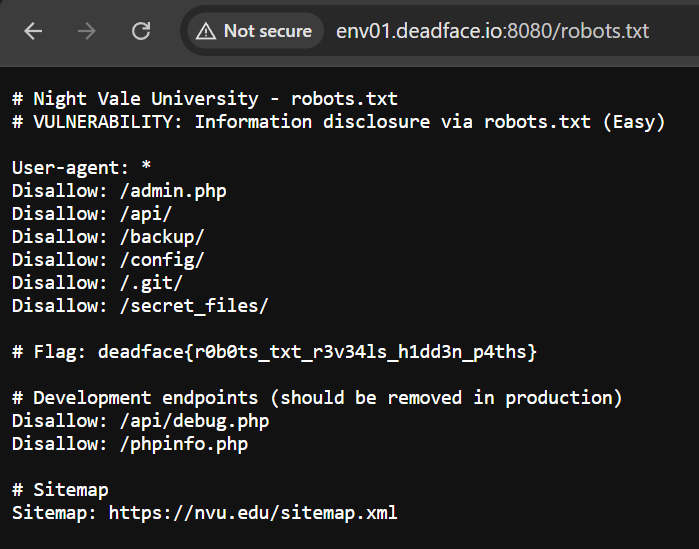 Not secure env01.deadface.io:8080/robots.txt
# Night Vale University - robots.txt
# VULNERABILITY: Information disclosure via robots.txt (Easy)
User-agent: *
Disallow: /admin.php
Disallow: /api/
Disallow: /backup/
Disallow: /config/
Disallow: /.git/
Disallow: /secret_files/
# Flag: deadface{r0b0ts_txt_r3v34ls_h1dd3n_p4ths}
# Development endpoints (should be removed in production)
Disallow: /api/debug.php
Disallow: /phpinfo.php
# Sitemap
Sitemap: https://nvu.edu/sitemap.xml